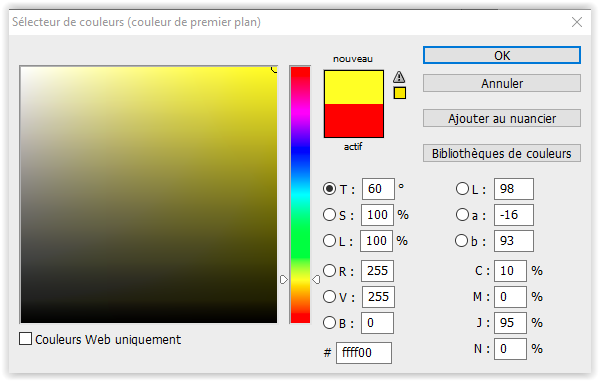 Sélecteur de couleurs (couleur de premier plan)
nouveau
actif
OK
Annuler
Ajouter au nuancier
Bibliothèques de couleurs
T : 60 °
S : 100 %
L : 100 %
R : 255
V : 255
B : 0
# ffff00
L : 98
a : -16
b : 93
C : 10 %
M : 0 %
J : 95 %
N : 0 %
Couleurs Web uniquement